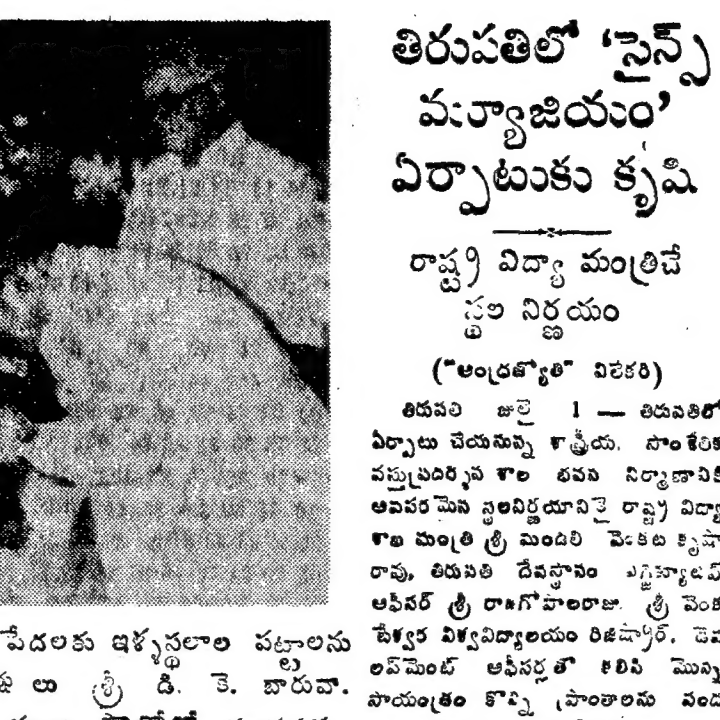 తిరుపతిలో ‘సైన్స్
మ్యూజియం’
ఏర్పాటుకు కృషి
రాష్ట్ర విద్యా మంత్రిచే
స్థల నిర్ణయం
("ఆంధ్రజ్యోతి" విలేకరి)
తిరుపతి జులై 1 — తిరుపతిలో
ఏర్పాటు చేయనున్న శాస్త్రీయ, సాంకేతిక
వస్తుప్రదర్శన శాల భవన నిర్మాణానికి
అవసరమైన స్థలనిర్ణయానికై రాష్ట్ర విద్యా
శాఖ మంత్రి శ్రీ మండలి వెంకట కృష్ణా
రావు, తిరుపతి దేవస్థానం ఎగ్జిక్యూటివ్
ఆఫీసర్ శ్రీ రాజగోపాలరాజు, శ్రీ వెంక
టేశ్వర విశ్వవిద్యాలయం రిజిష్ట్రార్, డెవ
లప్‌మెంట్ ఆఫీసర్లతో కలిసి మొన్న
సాయంత్రం కొన్ని ప్రాంతాలను
పేదలకు ఇళ్ళస్థలాల పట్టాలను
లు శ్రీ డి. కె. బారువా.